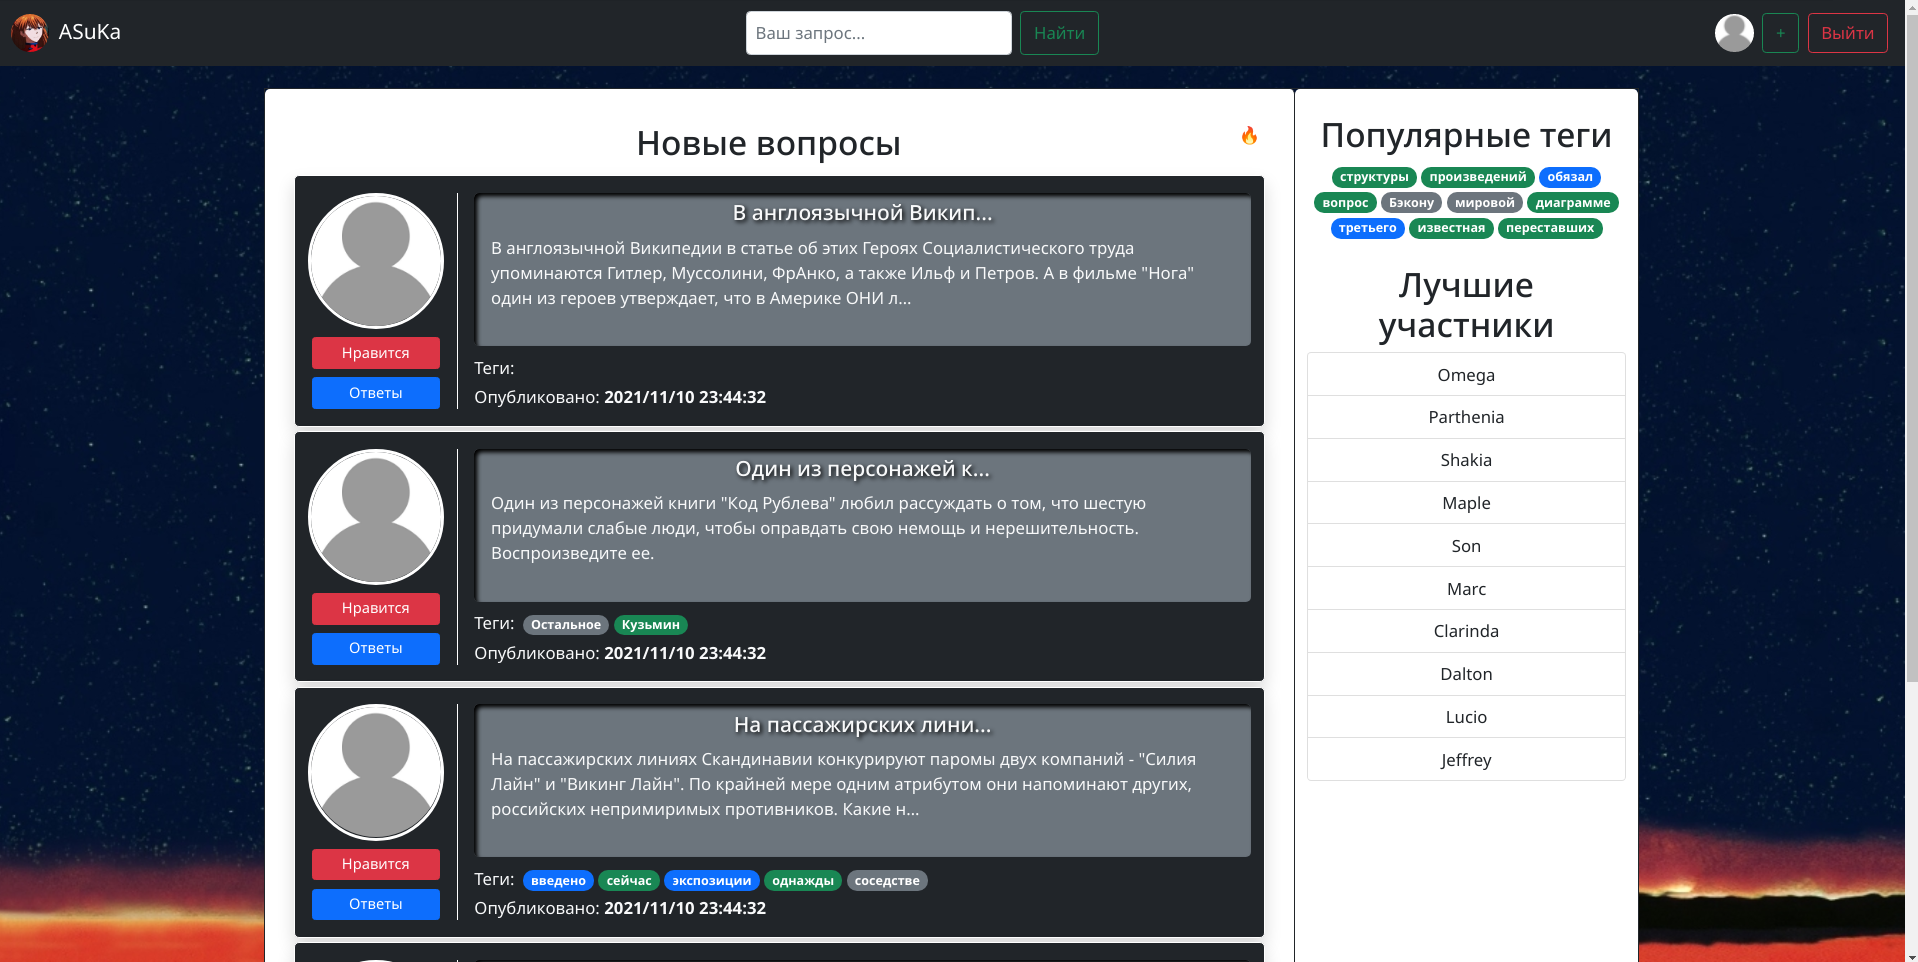 ASuKa
Ваш запрос...
Найти
+
Выйти
Новые вопросы
В англоязычной Викип...
В англоязычной Википедии в статье об этих Героях Социалистического труда
упоминаются Гитлер, Муссолини, ФрАнко, а также Ильф и Петров. А в фильме "Нога"
один из героев утверждает, что в Америке ОНИ л...
Нравится
Ответы
Теги:
Опубликовано: 2021/11/10 23:44:32
Один из персонажей к...
Один из персонажей книги "Код Рублева" любил рассуждать о том, что шестую
придумали слабые люди, чтобы оправдать свою немощь и нерешительность.
Воспроизведите ее.
Нравится
Ответы
Теги: Остальное Кузьмин
Опубликовано: 2021/11/10 23:44:32
На пассажирских лини...
На пассажирских линиях Скандинавии конкурируют паромы двух компаний - "Силия
Лайн" и "Викинг Лайн". По крайней мере одним атрибутом они напоминают других,
российских непримиримых противников. Какие н...
Нравится
Ответы
Теги: введено сейчас экспозиции однажды соседстве
Опубликовано: 2021/11/10 23:44:32
Популярные теги
структуры произведений обязал
вопрос Бэкону мировой диаграмме
третьего известная переставших
Лучшие
участники
Omega
Parthenia
Shakia
Maple
Son
Marc
Clarinda
Dalton
Lucio
Jeffrey